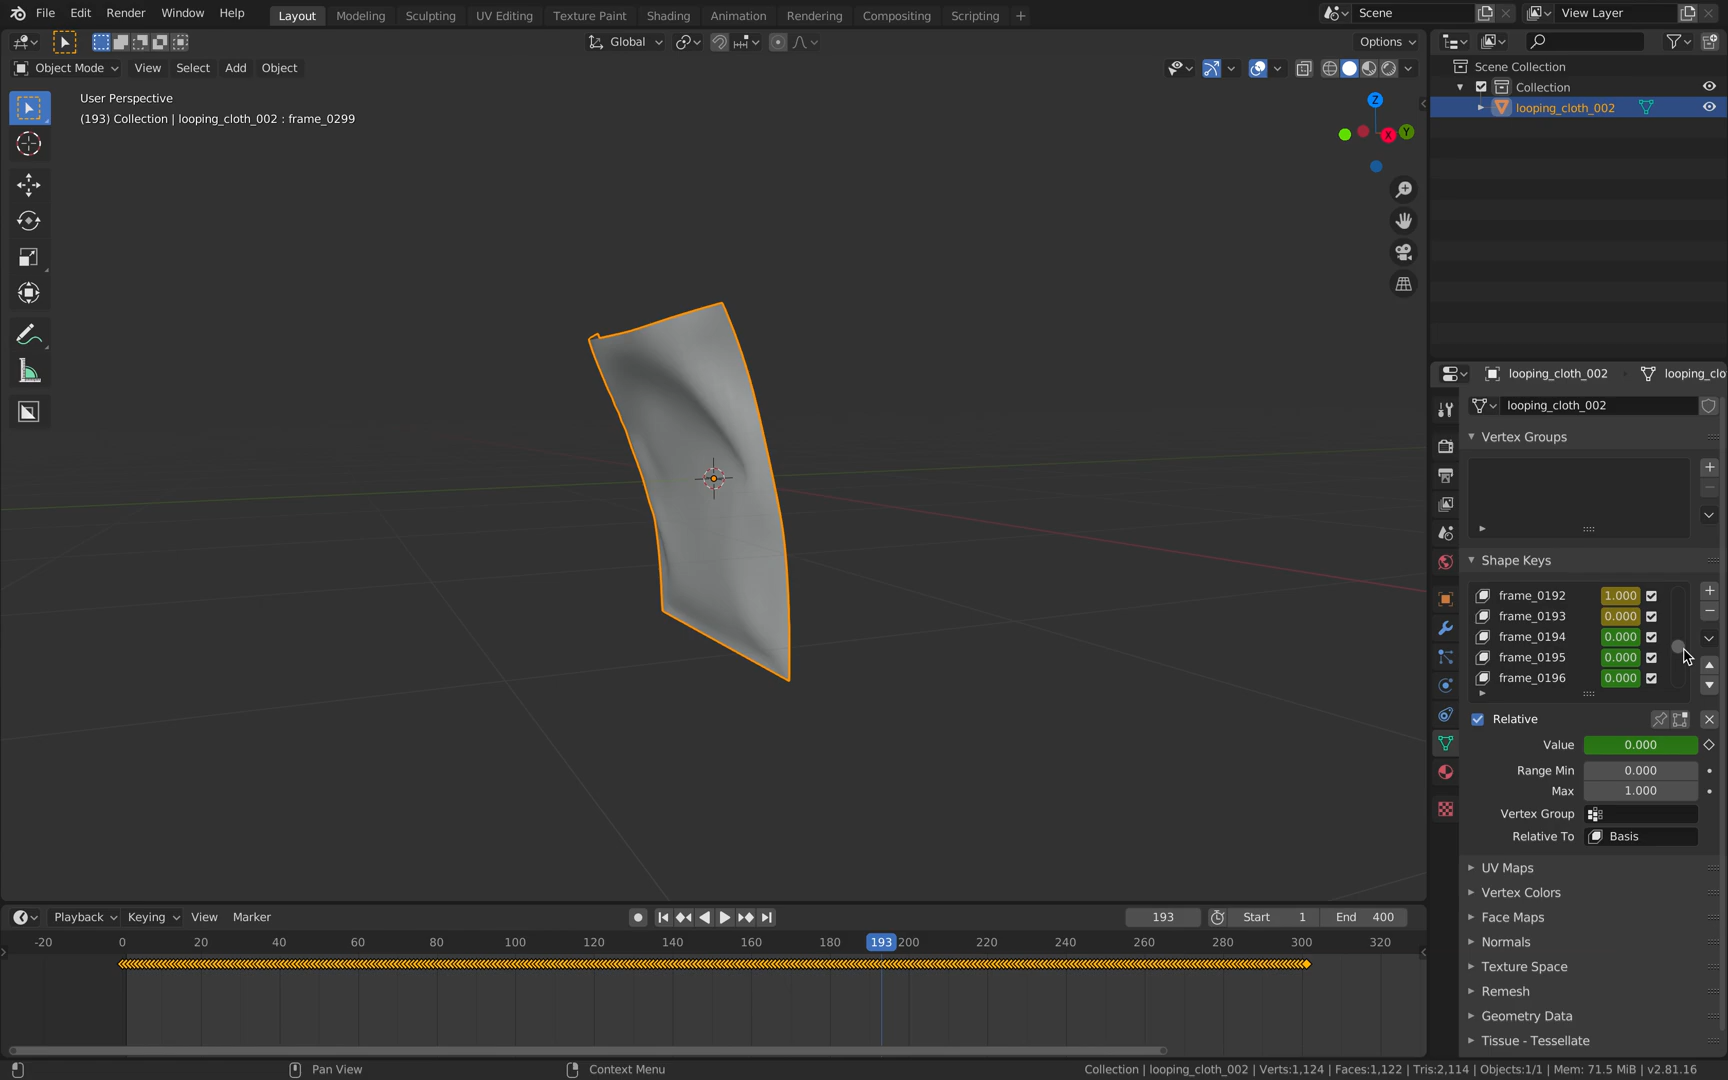 File Edit Render Window Help Layout Modeling Sculpting UV Editing Texture Paint Shading Animation Rendering Compositing Scripting + Scene View Layer
Global Options
Object Mode View Select Add Object
User Perspective
(193) Collection | looping_cloth_002 : frame_0299
Z
X
Y
Scene Collection
Collection
looping_cloth_002
looping_cloth_002 looping_clo
looping_cloth_002
Vertex Groups
Shape Keys
frame_0192 1.000
frame_0193 0.000
frame_0194 0.000
frame_0195 0.000
frame_0196 0.000
Relative
Value 0.000
Range Min 0.000
Max 1.000
Vertex Group
Relative To Basis
UV Maps
Vertex Colors
Face Maps
Normals
Texture Space
Remesh
Geometry Data
Tissue - Tessellate
Playback Keying View Marker 193 Start 1 End 400
-20 0 20 40 60 80 100 120 140 160 180 193 200 220 240 260 280 300 320
Pan View Context Menu Collection | looping_cloth_002 | Verts:1,124 | Faces:1,122 | Tris:2,114 | Objects:1/1 | Mem: 71.5 MiB | v2.81.16